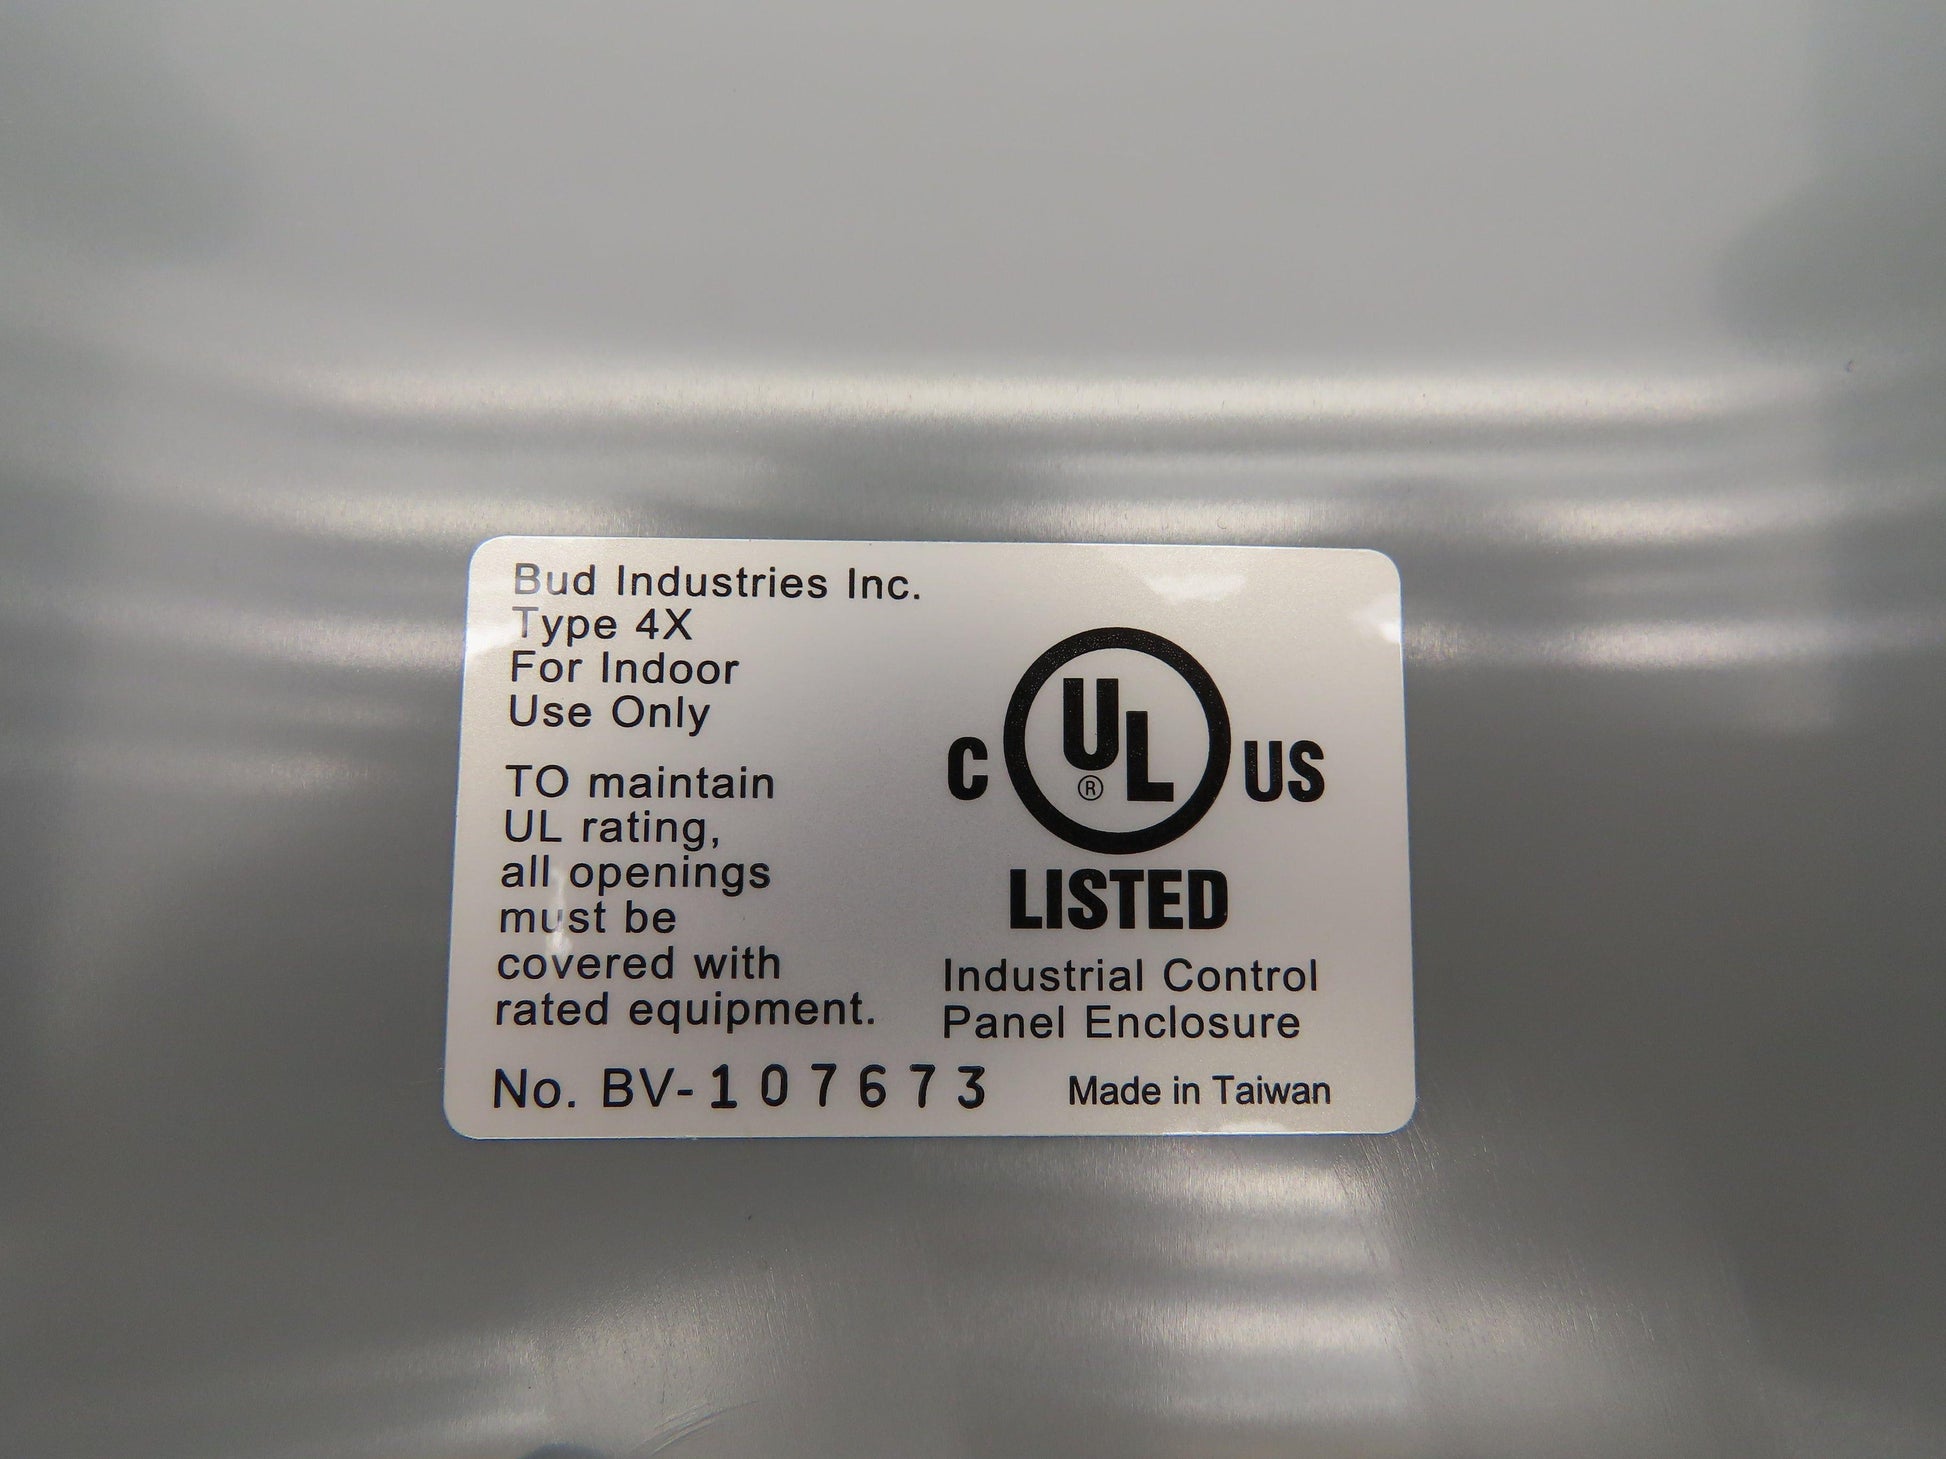 Bud Industries Inc.
Type 4X
For Indoor
Use Only
TO maintain
UL rating,
all openings
must be
covered with
rated equipment.
No. BV-107673
C UL® US
LISTED
Industrial Control
Panel Enclosure
Made in Taiwan